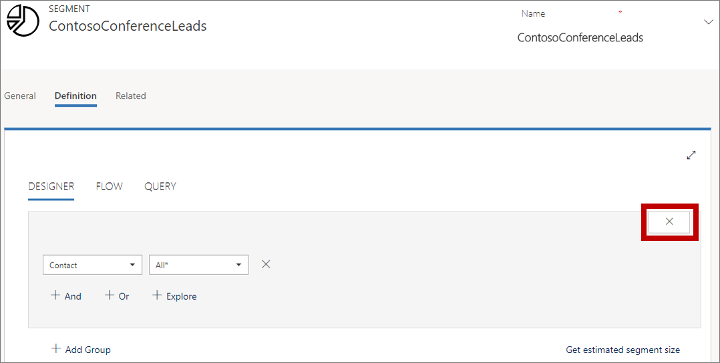 SEGMENT
ContosoConferenceLeads
Name *
ContosoConferenceLeads
General Definition Related
DESIGNER FLOW QUERY
Contact All*
+ And + Or + Explore
+ Add Group Get estimated segment size